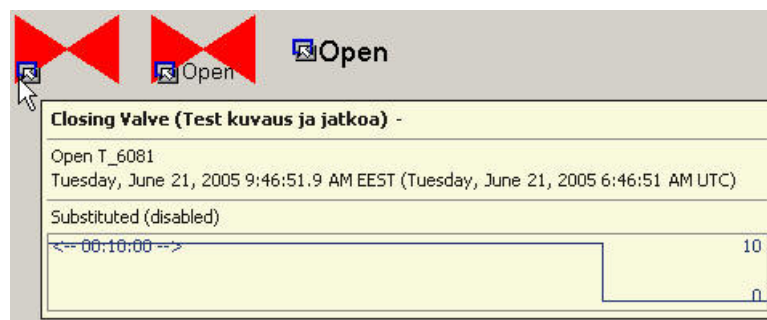 Open
Open
Closing Valve (Test kuvaus ja jatkoa) -
Open T_6081
Tuesday, June 21, 2005 9:46:51.9 AM EEST (Tuesday, June 21, 2005 6:46:51 AM UTC)
Substituted (disabled)
<-- 00:10:00 -->
10
0